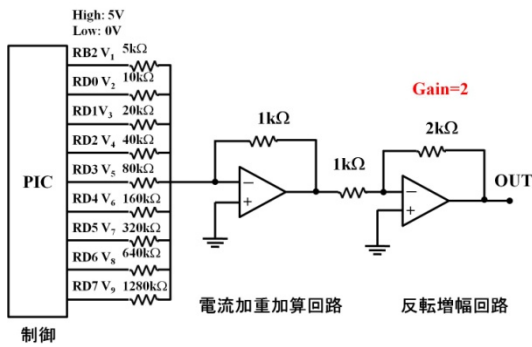 High: 5V
Low: 0V
RB2 V1 5kΩ
RD0 V2 10kΩ
RD1V3 20kΩ
RD2 V4 40kΩ
RD3 V5 80kΩ
RD4 V6 160kΩ
RD5 V7 320kΩ
RD6 V8 640kΩ
RD7 V9 1280kΩ
PIC
制御
1kΩ
−
+
電流加重加算回路
1kΩ
Gain=2
2kΩ
−
+
OUT
反転増幅回路